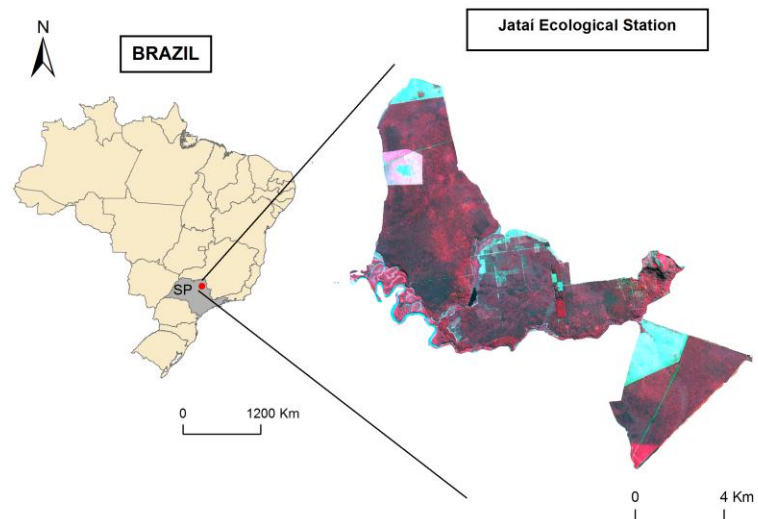 N
BRAZIL
Jataí Ecological Station
SP
0 1200 Km
0 4 Km